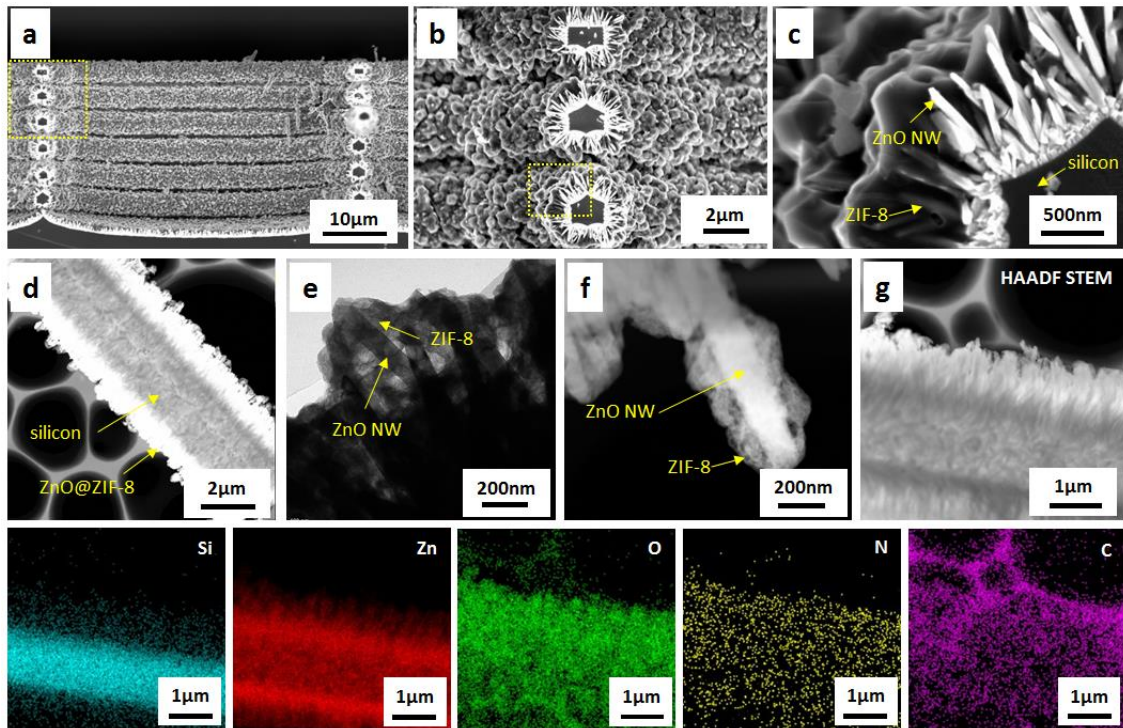 a
10µm
b
2µm
c
ZnO NW
silicon
ZIF-8
500nm
d
silicon
ZnO@ZIF-8
2µm
e
ZIF-8
ZnO NW
200nm
f
ZnO NW
ZIF-8
200nm
g
HAADF STEM
1µm
Si
1µm
Zn
1µm
O
1µm
N
1µm
C
1µm